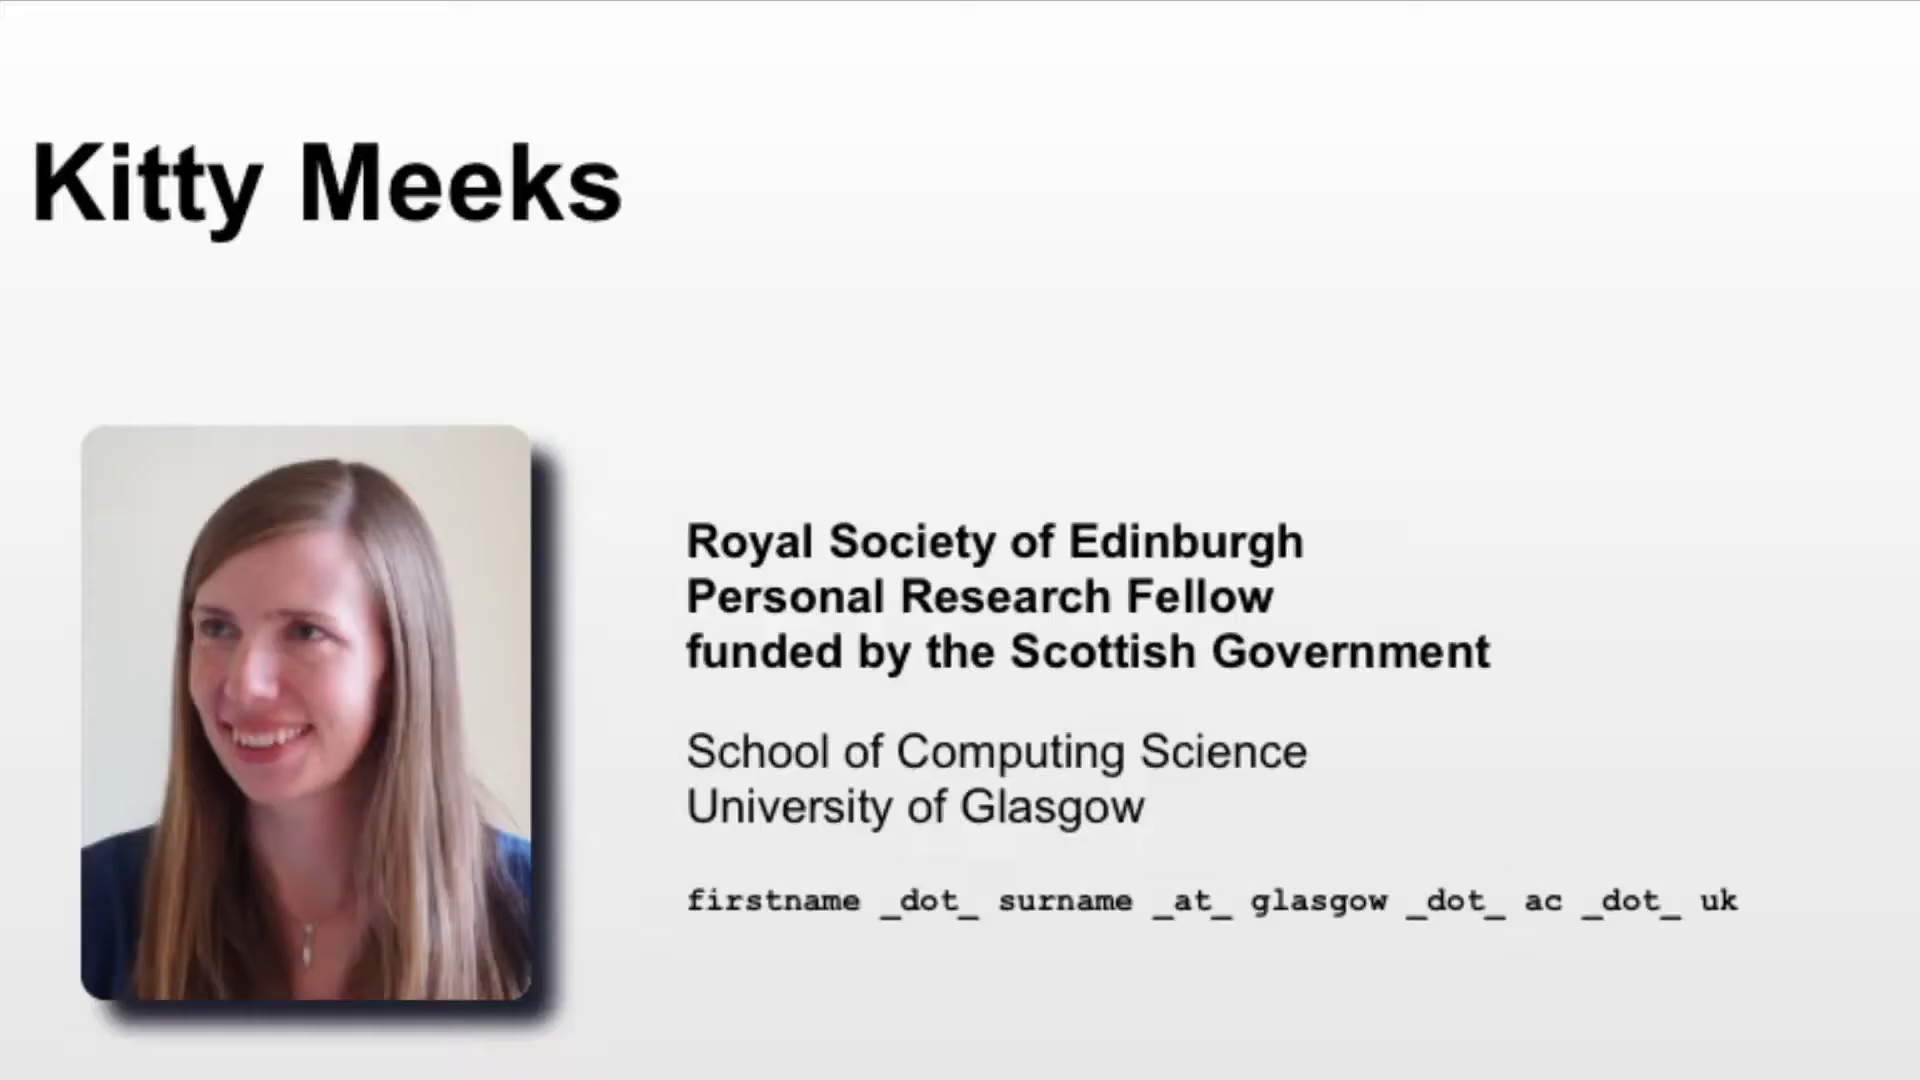 Kitty Meeks
Royal Society of Edinburgh
Personal Research Fellow
funded by the Scottish Government
School of Computing Science
University of Glasgow
firstname _dot_ surname _at_ glasgow _dot_ ac _dot_ uk